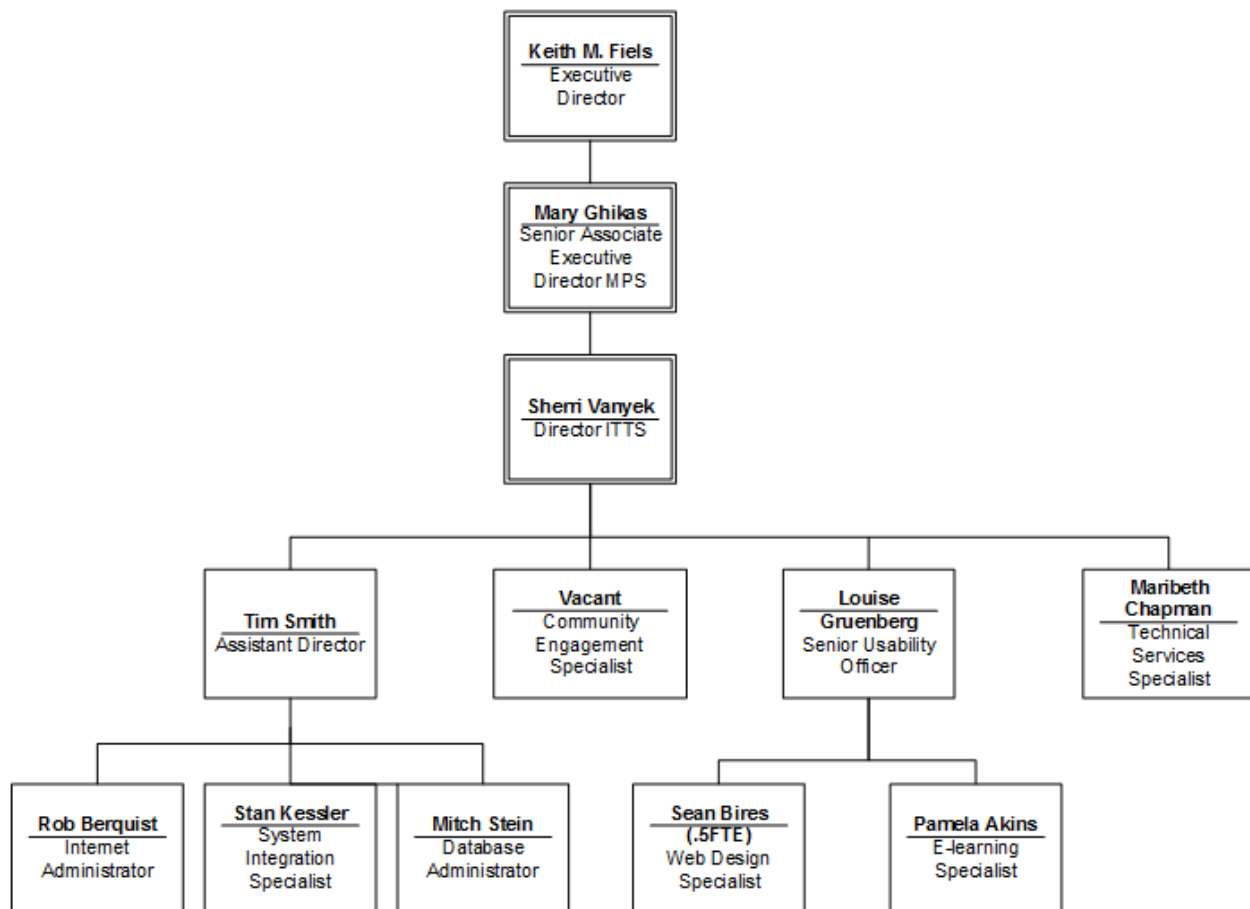 Keith M. Fiels
Executive
Director
Mary Ghikas
Senior Associate
Executive
Director MPS
Sherri Vanyek
Director ITTS
Tim Smith
Assistant Director
Vacant
Community
Engagement
Specialist
Louise
Gruenberg
Senior Usability
Officer
Maribeth
Chapman
Technical
Services
Specialist
Rob Berquist
Internet
Administrator
Stan Kessler
System
Integration
Specialist
Mitch Stein
Database
Administrator
Sean Bires
(.5FTE)
Web Design
Specialist
Pamela Akins
E-learning
Specialist